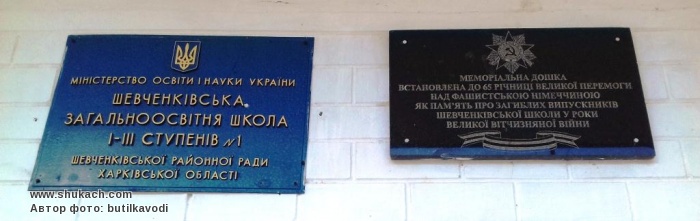 МІНІСТЕРСТВО ОСВІТИ І НАУКИ УКРАЇНИ
ШЕВЧЕНКІВСЬКА
ЗАГАЛЬНООСВІТНЯ ШКОЛА
І-ІІІ СТУПЕНІВ №1
ШЕВЧЕНКІВСЬКОЇ РАЙОННОЇ РАДИ
ХАРКІВСЬКОЇ ОБЛАСТІ
МЕМОРІАЛЬНА ДОШКА
ВСТАНОВЛЕНА ДО 65 РІЧНИЦІ ВЕЛИКОЇ ПЕРЕМОГИ
НАД ФАШИСТСЬКОЮ НІМЕЧЧИНОЮ
ЯК ПАМ'ЯТЬ ПРО ЗАГИБЛИХ ВИПУСКНИКІВ
ШЕВЧЕНКІВСЬКОЇ ШКОЛИ У РОКИ
ВЕЛИКОЇ ВІТЧИЗНЯНОЇ ВІЙНИ
www.shukach.com
Автор фото: butilkavodi